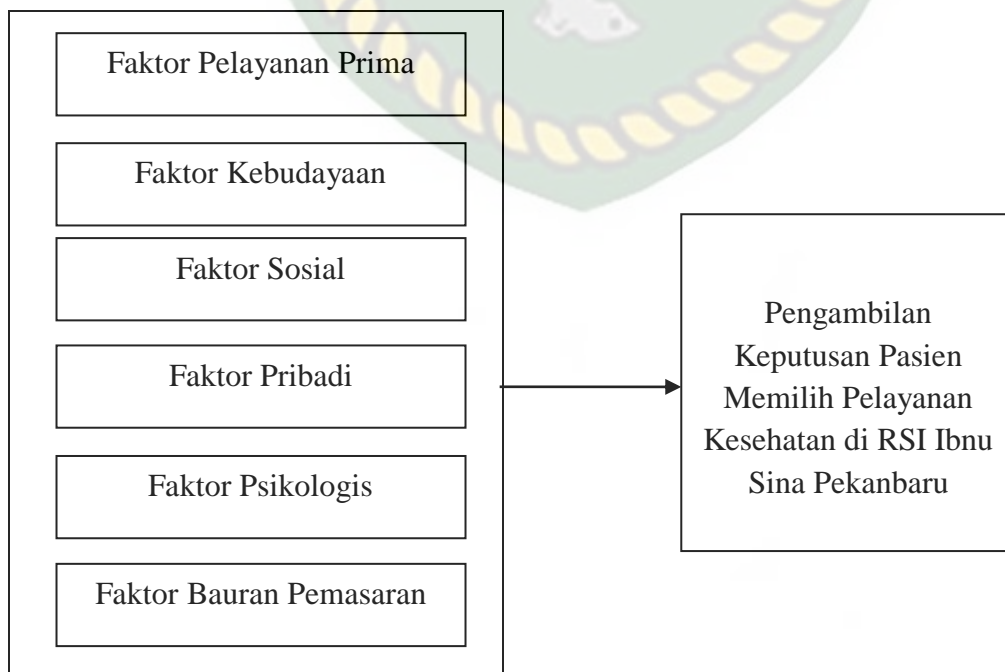 Faktor Pelayanan Prima
Faktor Kebudayaan
Faktor Sosial
Faktor Pribadi
Faktor Psikologis
Faktor Bauran Pemasaran
Pengambilan
Keputusan Pasien
Memilih Pelayanan
Kesehatan di RSI Ibnu
Sina Pekanbaru